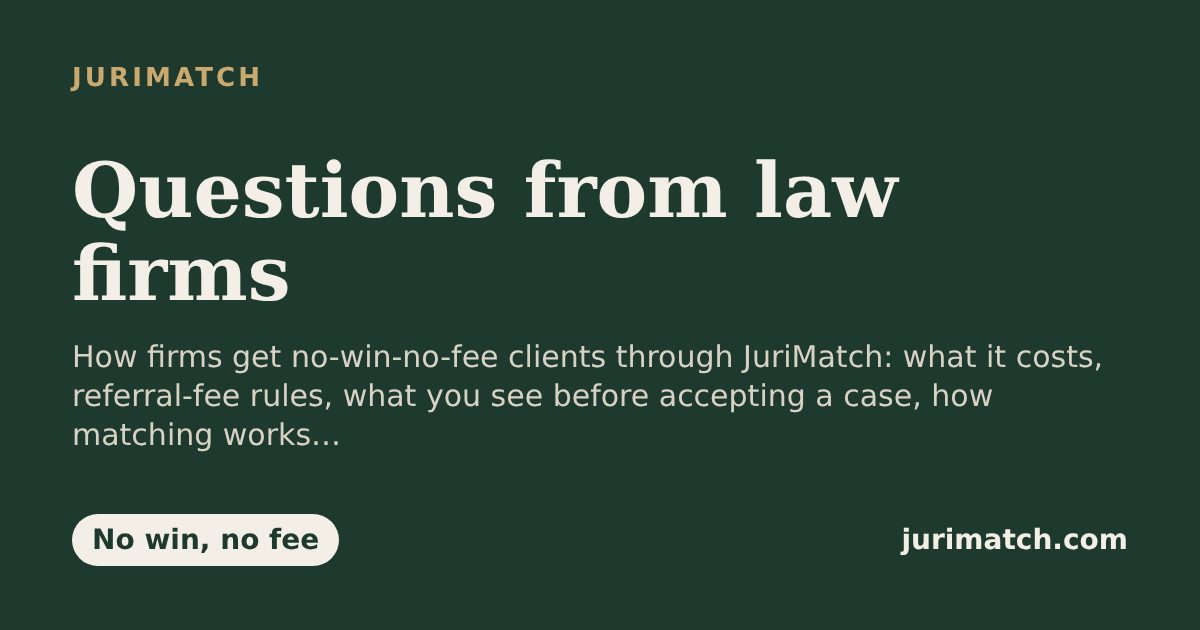 JURIMATCH
Questions from law
firms
How firms get no-win-no-fee clients through JuriMatch: what it costs,
referral-fee rules, what you see before accepting a case, how
matching works…
No win, no fee
jurimatch.com